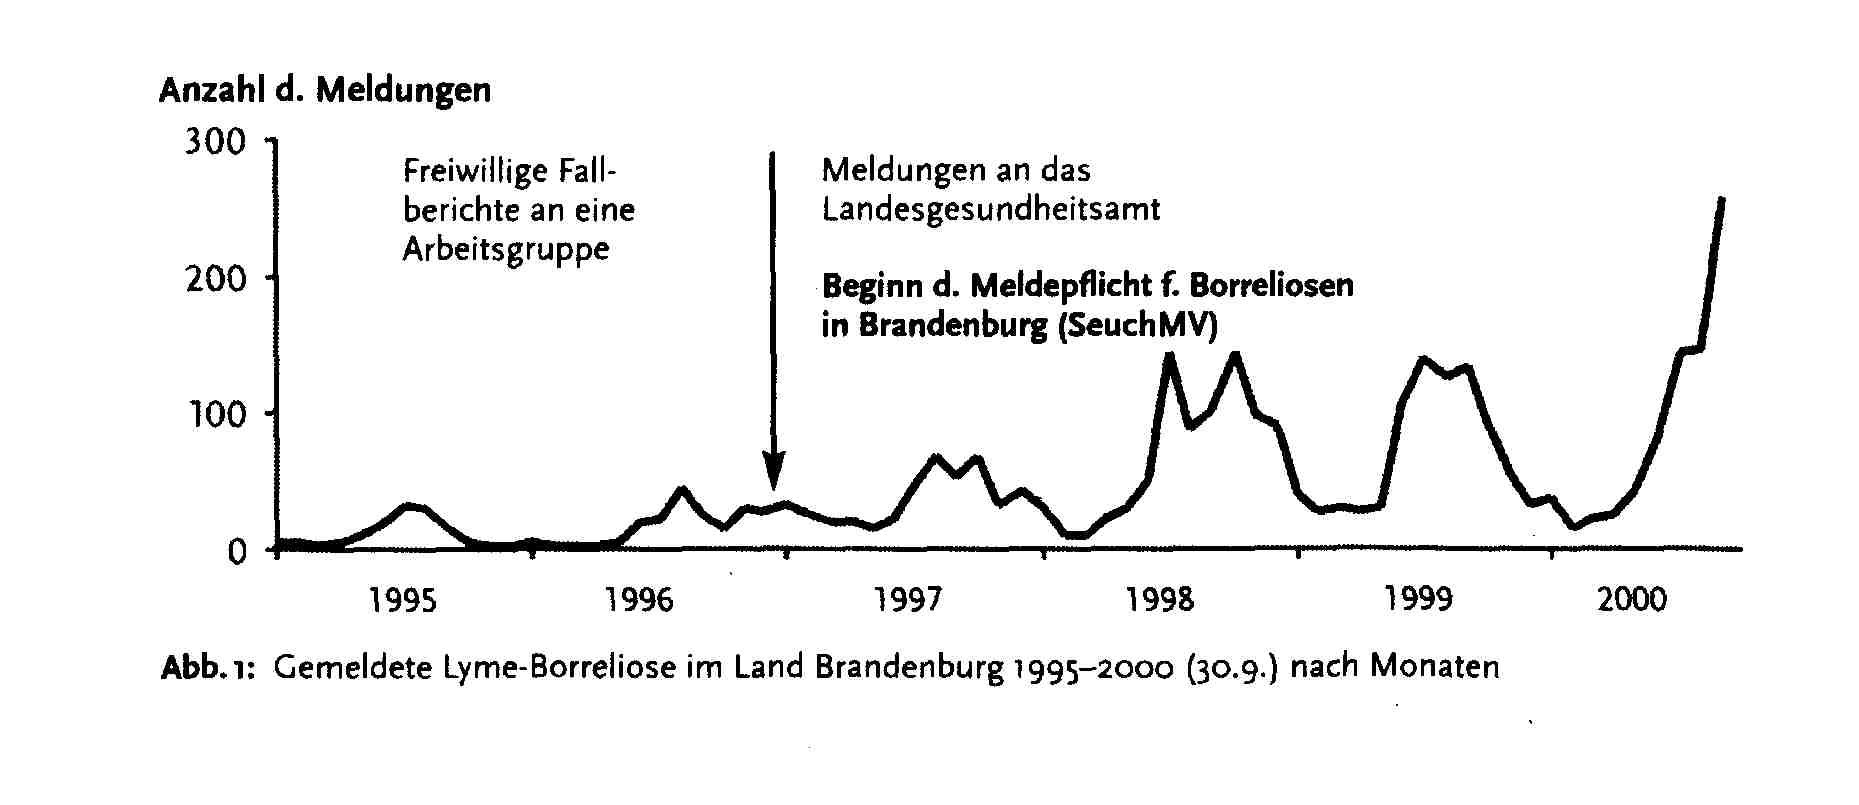 Anzahl d. Meldungen
300
200
100
0
Freiwillige Fall-
berichte an eine
Arbeitsgruppe
Meldungen an das
Landesgesundheitsamt
Beginn d. Meldepflicht f. Borreliosen
in Brandenburg (SeuchMV)
1995 1996 1997 1998 1999 2000
Abb. 1: Gemeldete Lyme-Borreliose im Land Brandenburg 1995–2000 (30.9.) nach Monaten